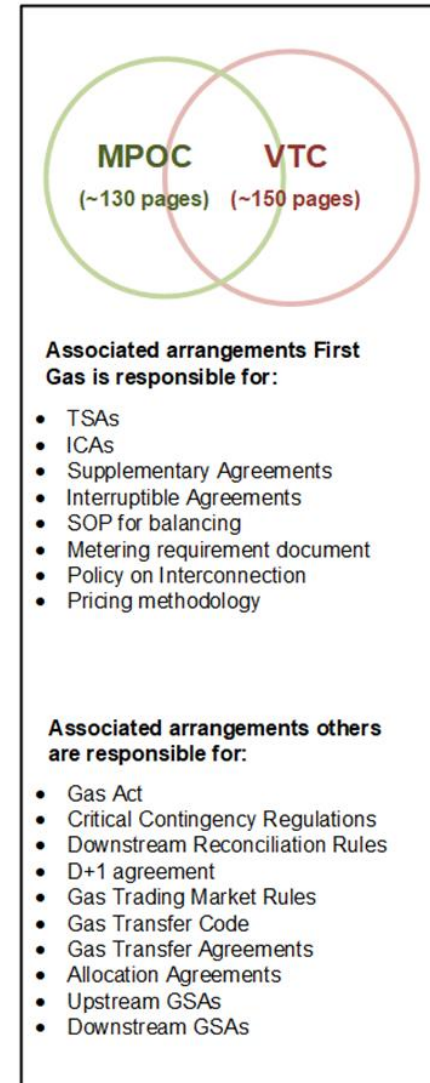 MPOC VTC
(~130 pages) (~150 pages)
Associated arrangements First
Gas is responsible for:
• TSAs
• ICAs
• Supplementary Agreements
• Interruptible Agreements
• SOP for balancing
• Metering requirement document
• Policy on Interconnection
• Pricing methodology
Associated arrangements others
are responsible for:
• Gas Act
• Critical Contingency Regulations
• Downstream Reconciliation Rules
• D+1 agreement
• Gas Trading Market Rules
• Gas Transfer Code
• Gas Transfer Agreements
• Allocation Agreements
• Upstream GSAs
• Downstream GSAs